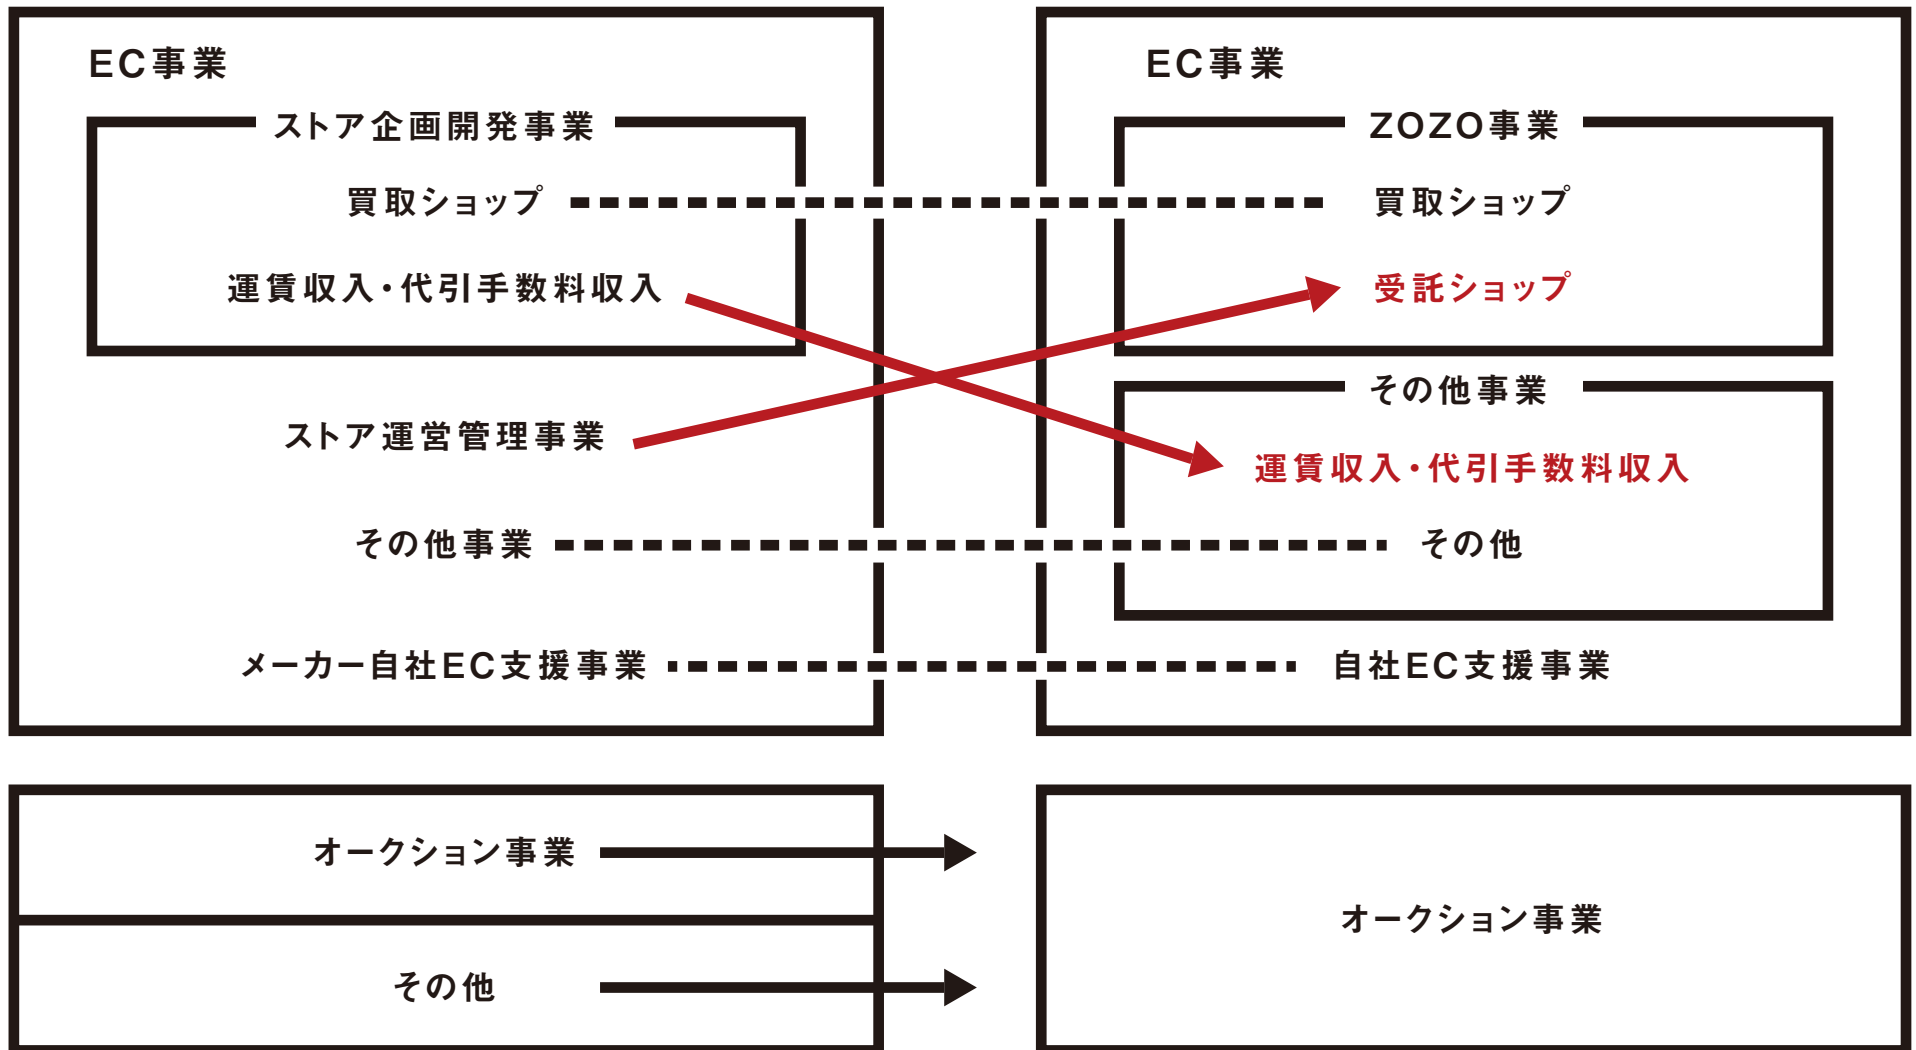 EC事業
ストア企画開発事業
買取ショップ
運賃収入・代引手数料収入
ストア運営管理事業
その他事業
メーカー自社EC支援事業
オークション事業
その他
EC事業
ZOZO事業
買取ショップ
受託ショップ
その他事業
運賃収入・代引手数料収入
その他
自社EC支援事業
オークション事業